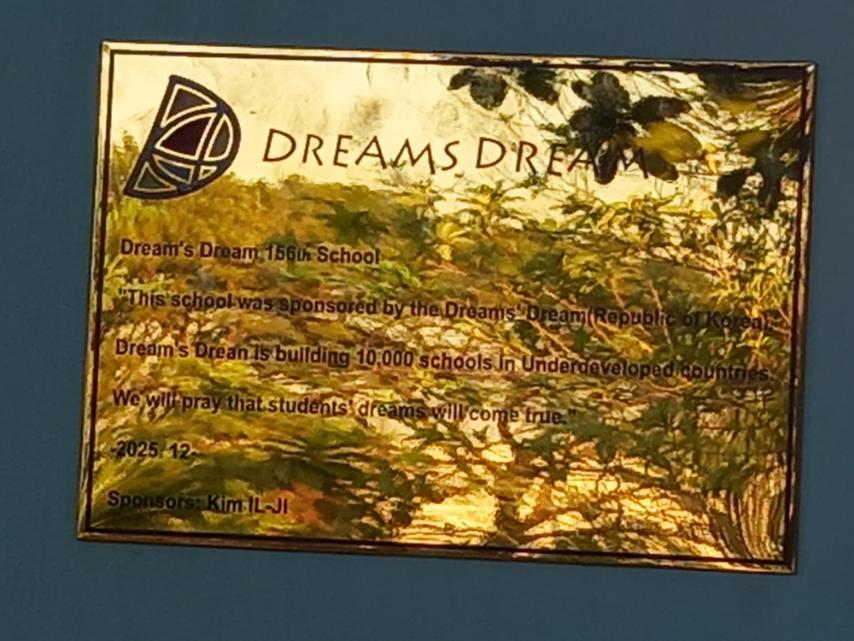 DREAMS DREAM
Dream's Dream 156th School
"This school was sponsored by the Dreams' Dream(Republic of Korea).
Dream's Drean is building 10,000 schools in Underdeveloped countries.
We will pray that students' dreams will come true."
-2025. 12-
Sponsors: Kim IL-JI